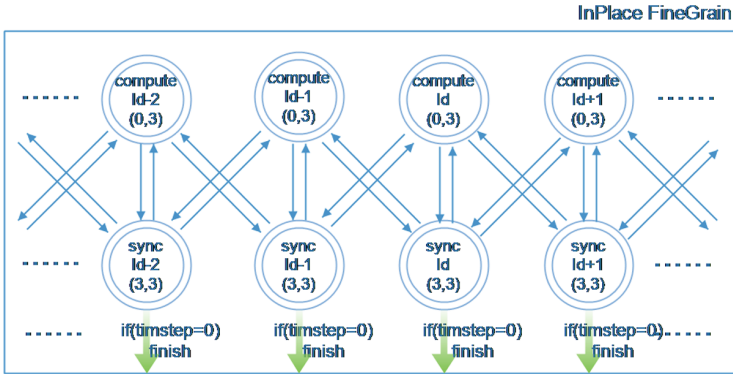 InPlace FineGrain
compute
Id-2
(0,3)
compute
Id-1
(0,3)
compute
Id
(0,3)
compute
Id+1
(0,3)
sync
Id-2
(3,3)
sync
Id-1
(3,3)
sync
Id
(3,3)
sync
Id+1
(3,3)
if(timstep=0)
finish
if(timstep=0)
finish
if(timstep=0)
finish
if(timstep=0)
finish